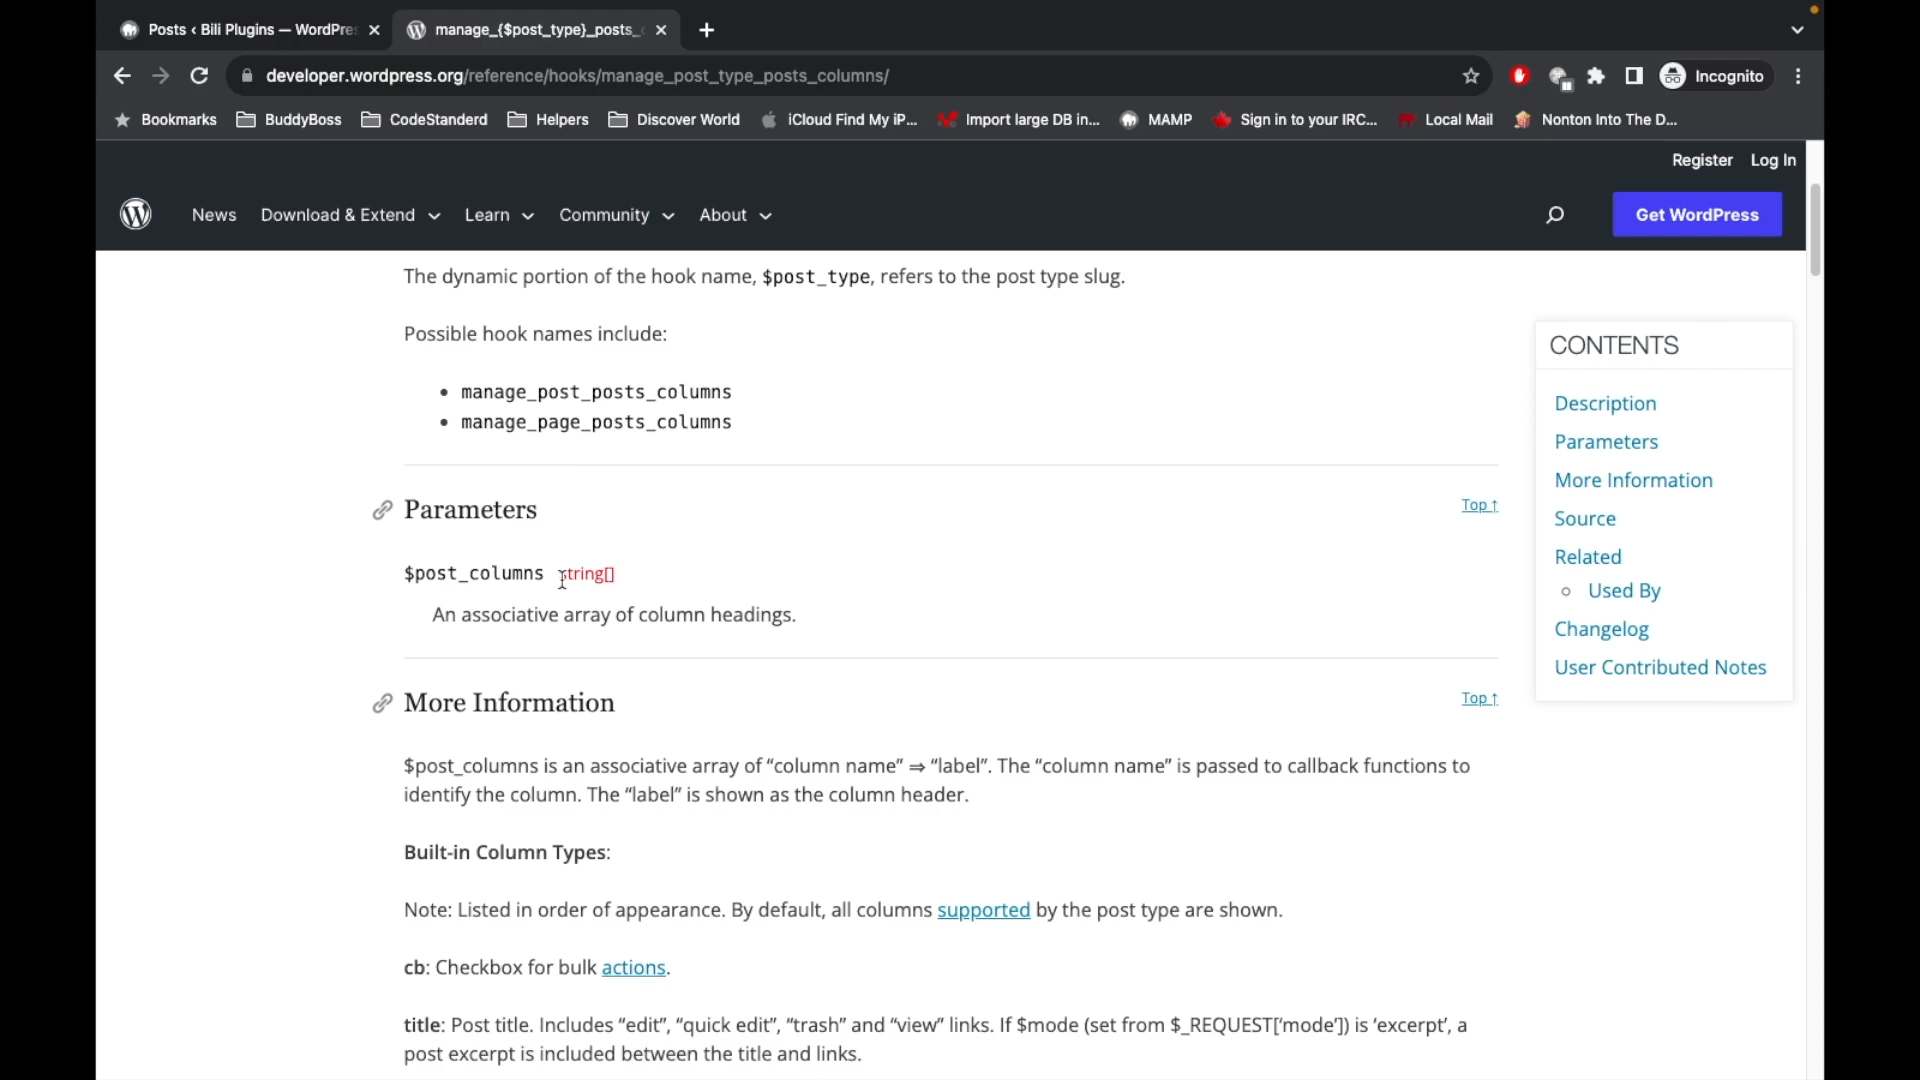 Posts ‹ Bili Plugins — WordPres
manage_{$post_type}_posts_c
developer.wordpress.org/reference/hooks/manage_post_type_posts_columns/
Incognito
Bookmarks
BuddyBoss
CodeStanderd
Helpers
Discover World
iCloud Find My iP...
Import large DB in...
MAMP
Sign in to your IRC...
Local Mail
Nonton Into The D...
Register
Log In
News
Download & Extend
Learn
Community
About
Get WordPress
The dynamic portion of the hook name, $post_type, refers to the post type slug.
Possible hook names include:
• manage_post_posts_columns
• manage_page_posts_columns
Parameters
Top ↑
$post_columns string[]
An associative array of column headings.
More Information
Top ↑
$post_columns is an associative array of “column name” ⇒ “label”. The “column name” is passed to callback functions to
identify the column. The “label” is shown as the column header.
Built-in Column Types:
Note: Listed in order of appearance. By default, all columns supported by the post type are shown.
cb: Checkbox for bulk actions.
title: Post title. Includes “edit”, “quick edit”, “trash” and “view” links. If $mode (set from $_REQUEST[‘mode’]) is ‘excerpt’, a
post excerpt is included between the title and links.
CONTENTS
Description
Parameters
More Information
Source
Related
Used By
Changelog
User Contributed Notes